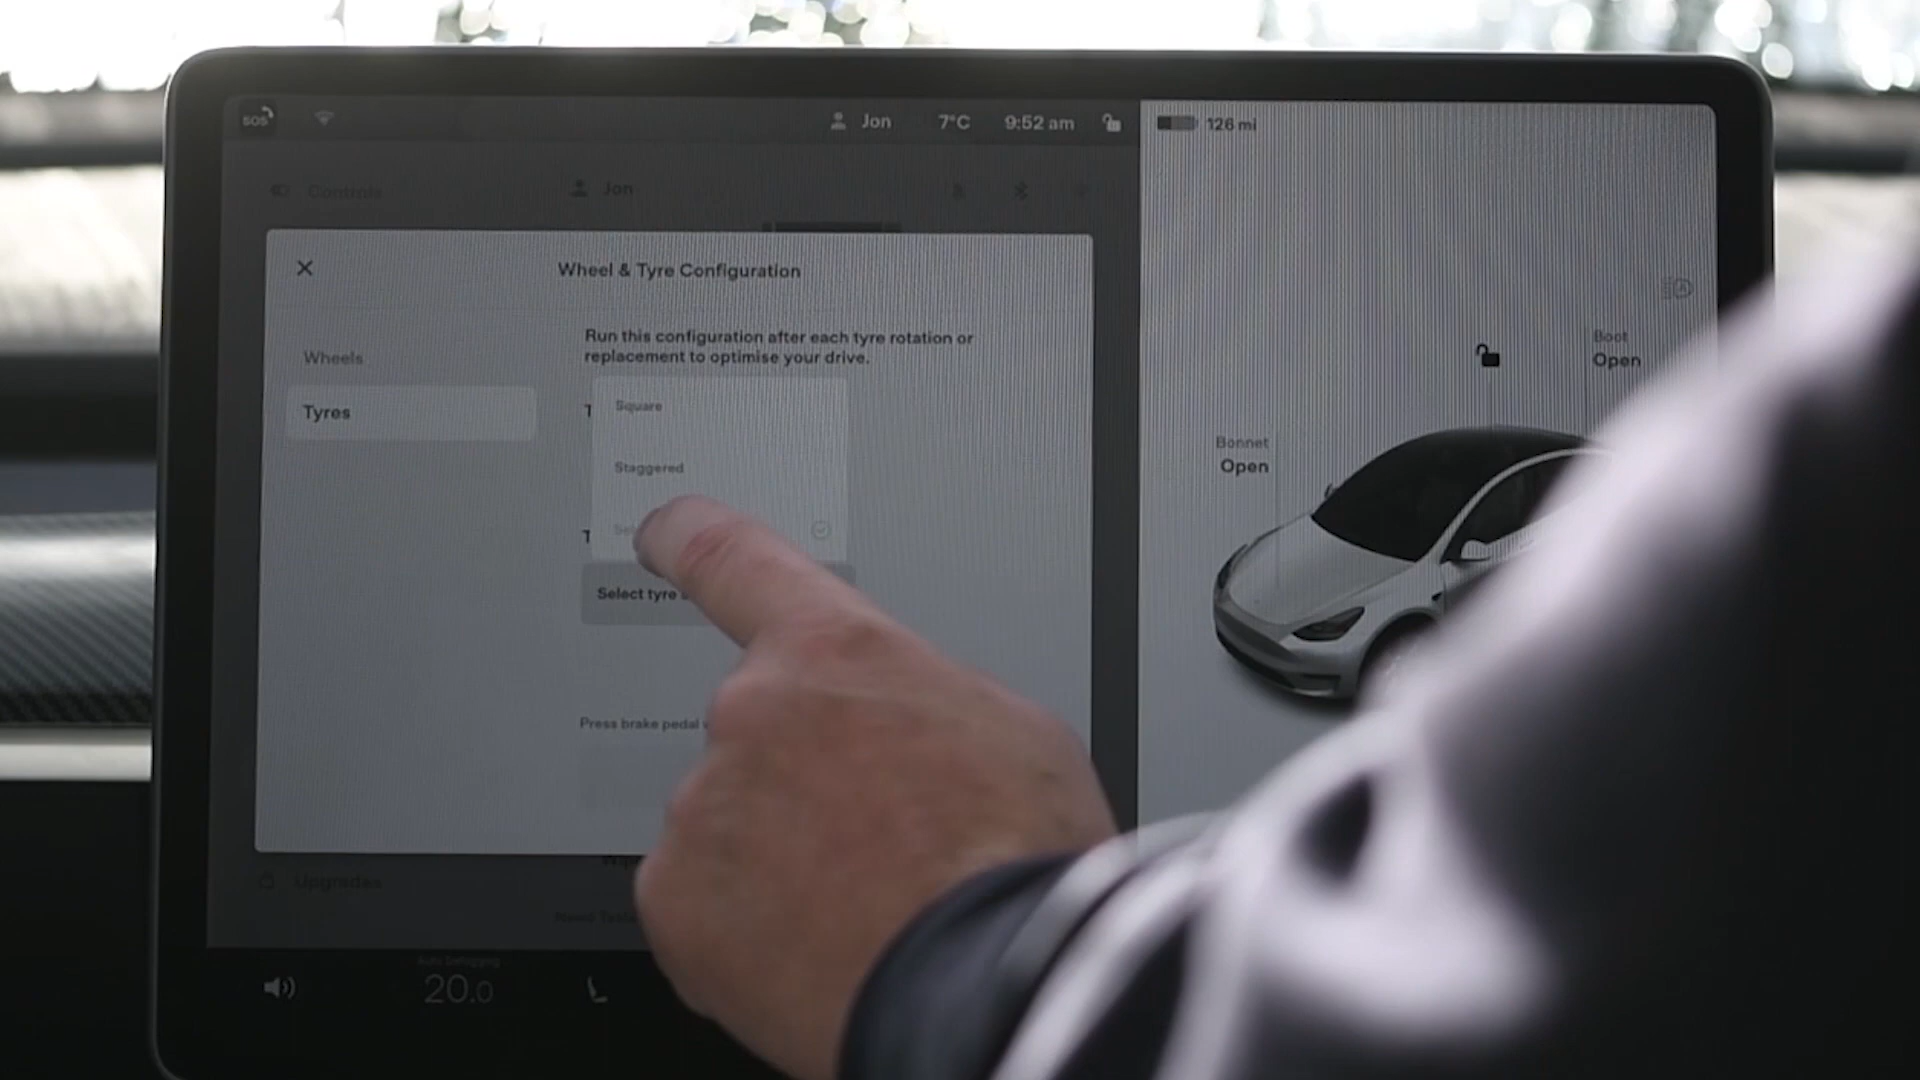 SOS
Jon
7°C
9:52 am
126 mi
Controls
Jon
Wheel & Tyre Configuration
Run this configuration after each tyre rotation or
replacement to optimise your drive.
Wheels
Tyres
T
Square
Staggered
T
Select tyre
Press brake pedal
Boot
Open
Bonnet
Open
Upgrades
20.0